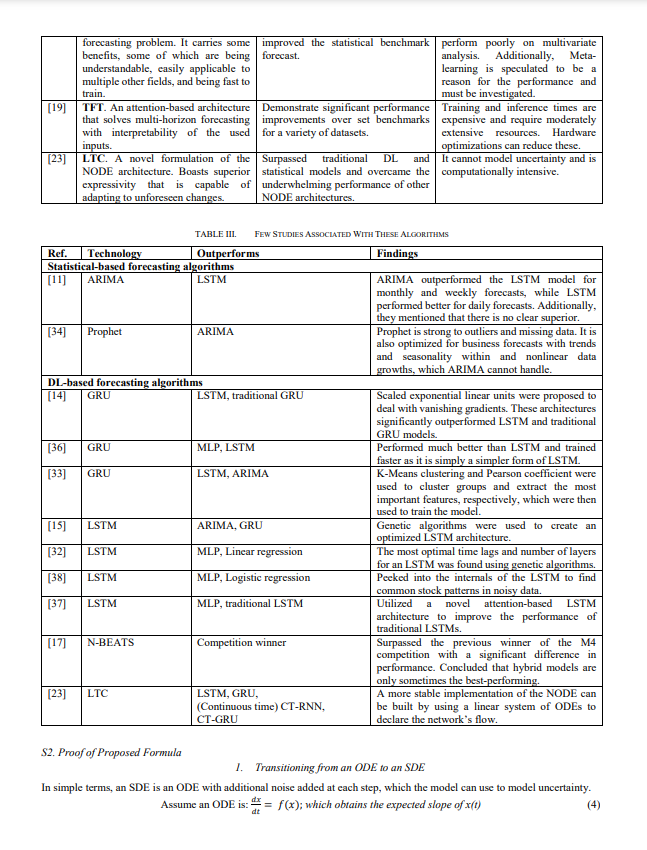 forecasting problem. It carries some
benefits, some of which are being
understandable, easily applicable to
multiple other fields, and being fast to
train.
improved the statistical benchmark
forecast.
perform poorly on multivariate
analysis. Additionally, Meta-
learning is speculated to be a
reason for the performance and
must be investigated.
[19]
TFT. An attention-based architecture
that solves multi-horizon forecasting
with interpretability of the used
inputs.
Demonstrate significant performance
improvements over set benchmarks
for a variety of datasets.
Training and inference times are
expensive and require moderately
extensive resources. Hardware
optimizations can reduce these.
[23]
LTC. A novel formulation of the
NODE architecture. Boasts superior
expressivity that is capable of
adapting to unforeseen changes.
Surpassed traditional DL and
statistical models and overcame the
underwhelming performance of other
NODE architectures.
It cannot model uncertainty and is
computationally intensive.
TABLE III. FEW STUDIES ASSOCIATED WITH THESE ALGORITHMS
Ref. Technology Outperforms Findings
Statistical-based forecasting algorithms
[11] ARIMA LSTM
ARIMA outperformed the LSTM model for
monthly and weekly forecasts, while LSTM
performed better for daily forecasts. Additionally,
they mentioned that there is no clear superior.
[34] Prophet ARIMA
Prophet is strong to outliers and missing data. It is
also optimized for business forecasts with trends
and seasonality within and nonlinear data
growths, which ARIMA cannot handle.
DL-based forecasting algorithms
[14] GRU LSTM, traditional GRU
Scaled exponential linear units were proposed to
deal with vanishing gradients. These architectures
significantly outperformed LSTM and traditional
GRU models.
[36] GRU MLP, LSTM
Performed much better than LSTM and trained
faster as it is simply a simpler form of LSTM.
[33] GRU LSTM, ARIMA
K-Means clustering and Pearson coefficient were
used to cluster groups and extract the most
important features, respectively, which were then
used to train the model.
[15] LSTM ARIMA, GRU
Genetic algorithms were used to create an
optimized LSTM architecture.
[32] LSTM MLP, Linear regression
The most optimal time lags and number of layers
for an LSTM was found using genetic algorithms.
[38] LSTM MLP, Logistic regression
Peeked into the internals of the LSTM to find
common stock patterns in noisy data.
[37] LSTM MLP, traditional LSTM
Utilized a novel attention-based LSTM
architecture to improve the performance of
traditional LSTMs.
[17] N-BEATS Competition winner
Surpassed the previous winner of the M4
competition with a significant difference in
performance. Concluded that hybrid models are
only sometimes the best-performing.
[23] LTC LSTM, GRU,
(Continuous time) CT-RNN,
CT-GRU
A more stable implementation of the NODE can
be built by using a linear system of ODEs to
declare the network's flow.
S2. Proof of Proposed Formula
1. Transitioning from an ODE to an SDE
In simple terms, an SDE is an ODE with additional noise added at each step, which the model can use to model uncertainty.
Assume an ODE is: dx/dt = f(x); which obtains the expected slope of x(t) (4)